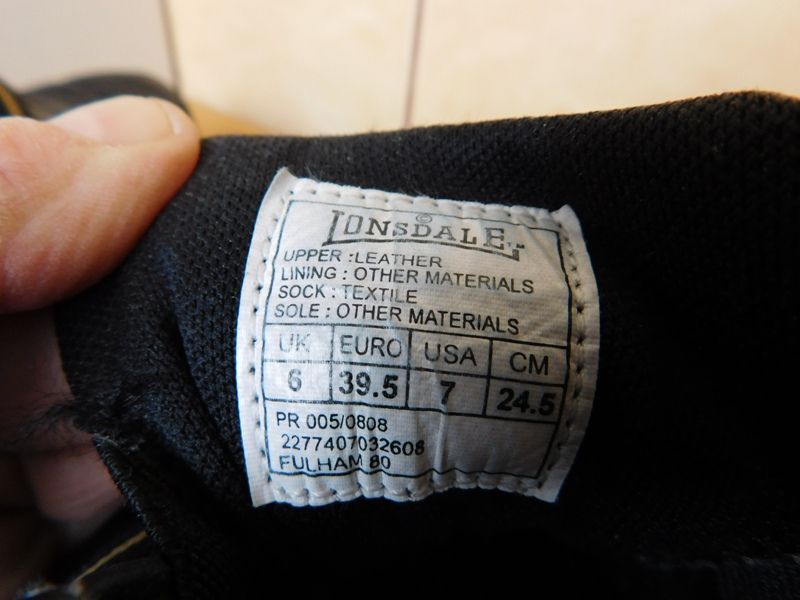 ©
LONSDALE
UPPER : LEATHER
LINING : OTHER MATERIALS
SOCK : TEXTILE
SOLE : OTHER MATERIALS
UK EURO USA CM
6 39.5 7 24.5
PR 005/0808
2277407032608
FULHAM 80